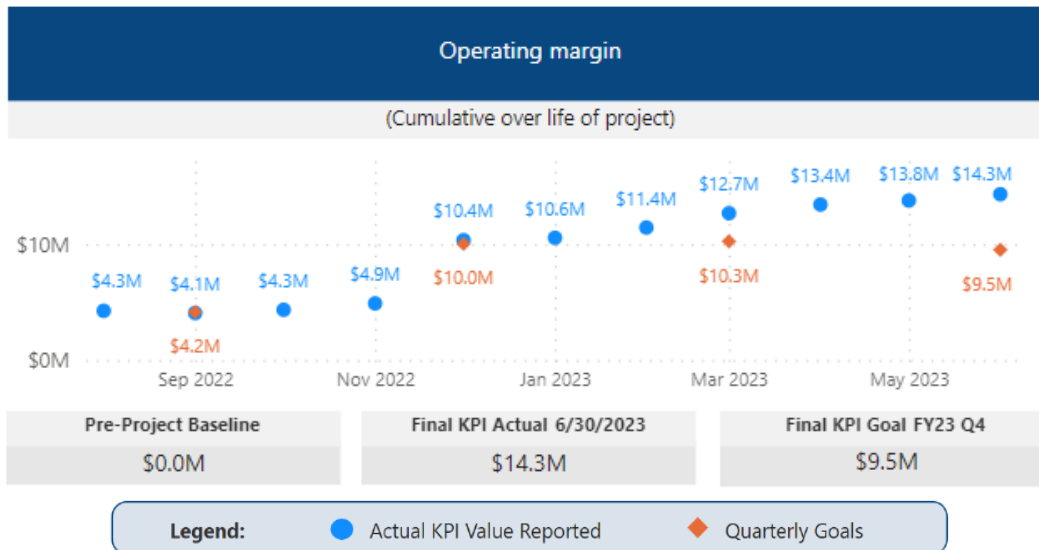 Operating margin
(Cumulative over life of project)
$10M
$0M
$4.3M
$4.1M
$4.3M
$4.9M
$10.4M
$10.6M
$11.4M
$12.7M
$13.4M
$13.8M
$14.3M
$4.2M
$10.0M
$10.3M
$9.5M
Sep 2022
Nov 2022
Jan 2023
Mar 2023
May 2023
Pre-Project Baseline
$0.0M
Final KPI Actual 6/30/2023
$14.3M
Final KPI Goal FY23 Q4
$9.5M
Legend:
Actual KPI Value Reported
Quarterly Goals